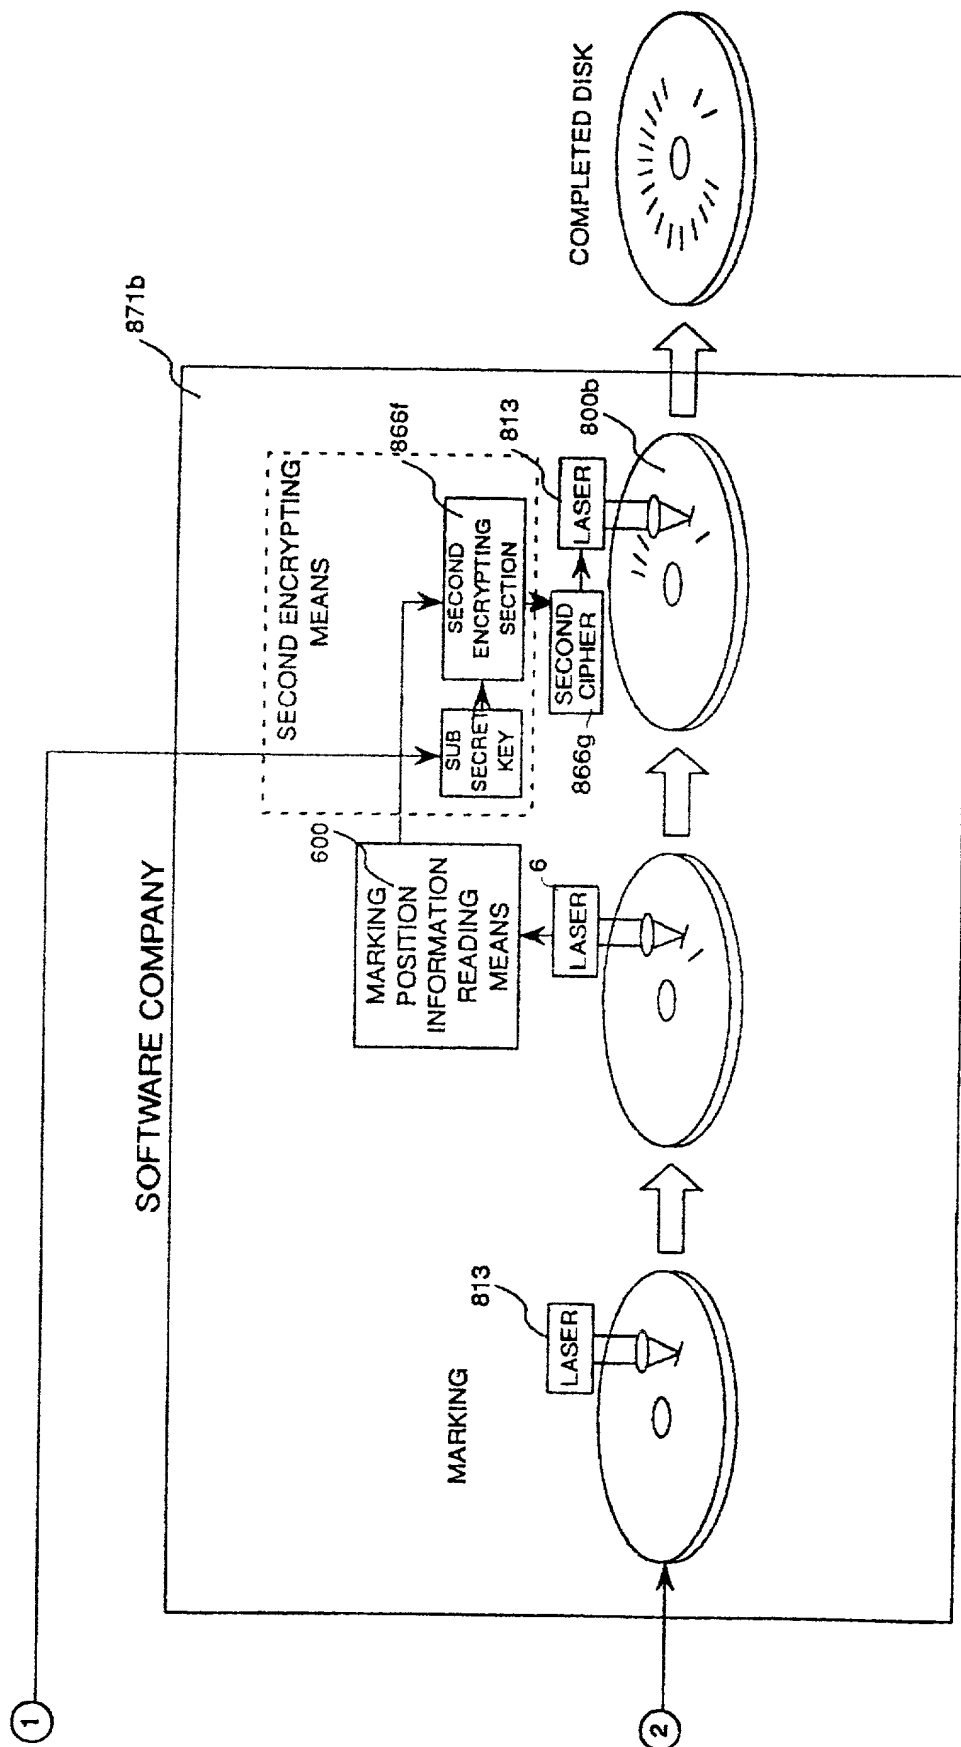 1
SOFTWARE COMPANY
871b
SECOND ENCRYPTING
MEANS
866f
SECOND
ENCRYPTING
SECTION
SUB
SECRET
KEY
600
MARKING
POSITION
INFORMATION
READING
MEANS
813
LASER
SECOND
CIPHER
866g
800b
6
LASER
813
LASER
MARKING
COMPLETED DISK
2